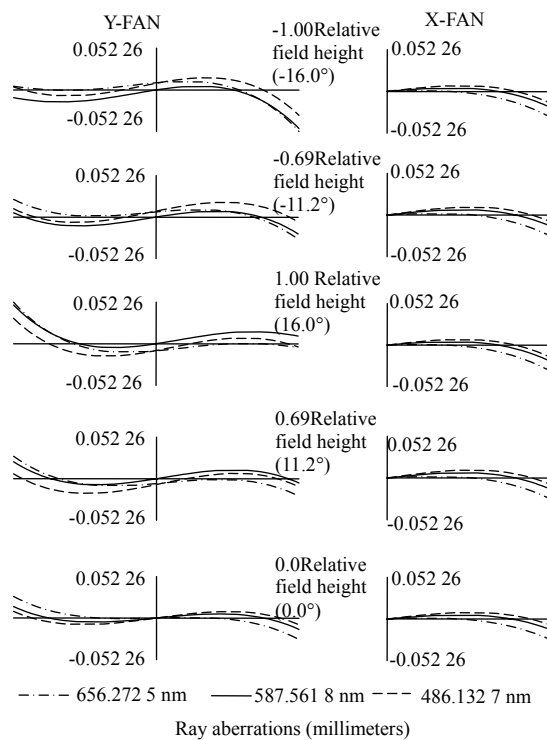 Y-FAN
X-FAN
0.052 26
-1.00Relative
field height
(-16.0°)
0.052 26
-0.052 26
-0.052 26
0.052 26
-0.69Relative
field height
(-11.2°)
0.052 26
-0.052 26
-0.052 26
0.052 26
1.00 Relative
field height
(16.0°)
0.052 26
-0.052 26
-0.052 26
0.052 26
0.69Relative
field height
(11.2°)
0.052 26
-0.052 26
-0.052 26
0.052 26
0.0Relative
field height
(0.0°)
0.052 26
-0.052 26
-0.052 26
656.272 5 nm 587.561 8 nm 486.132 7 nm
Ray aberrations (millimeters)